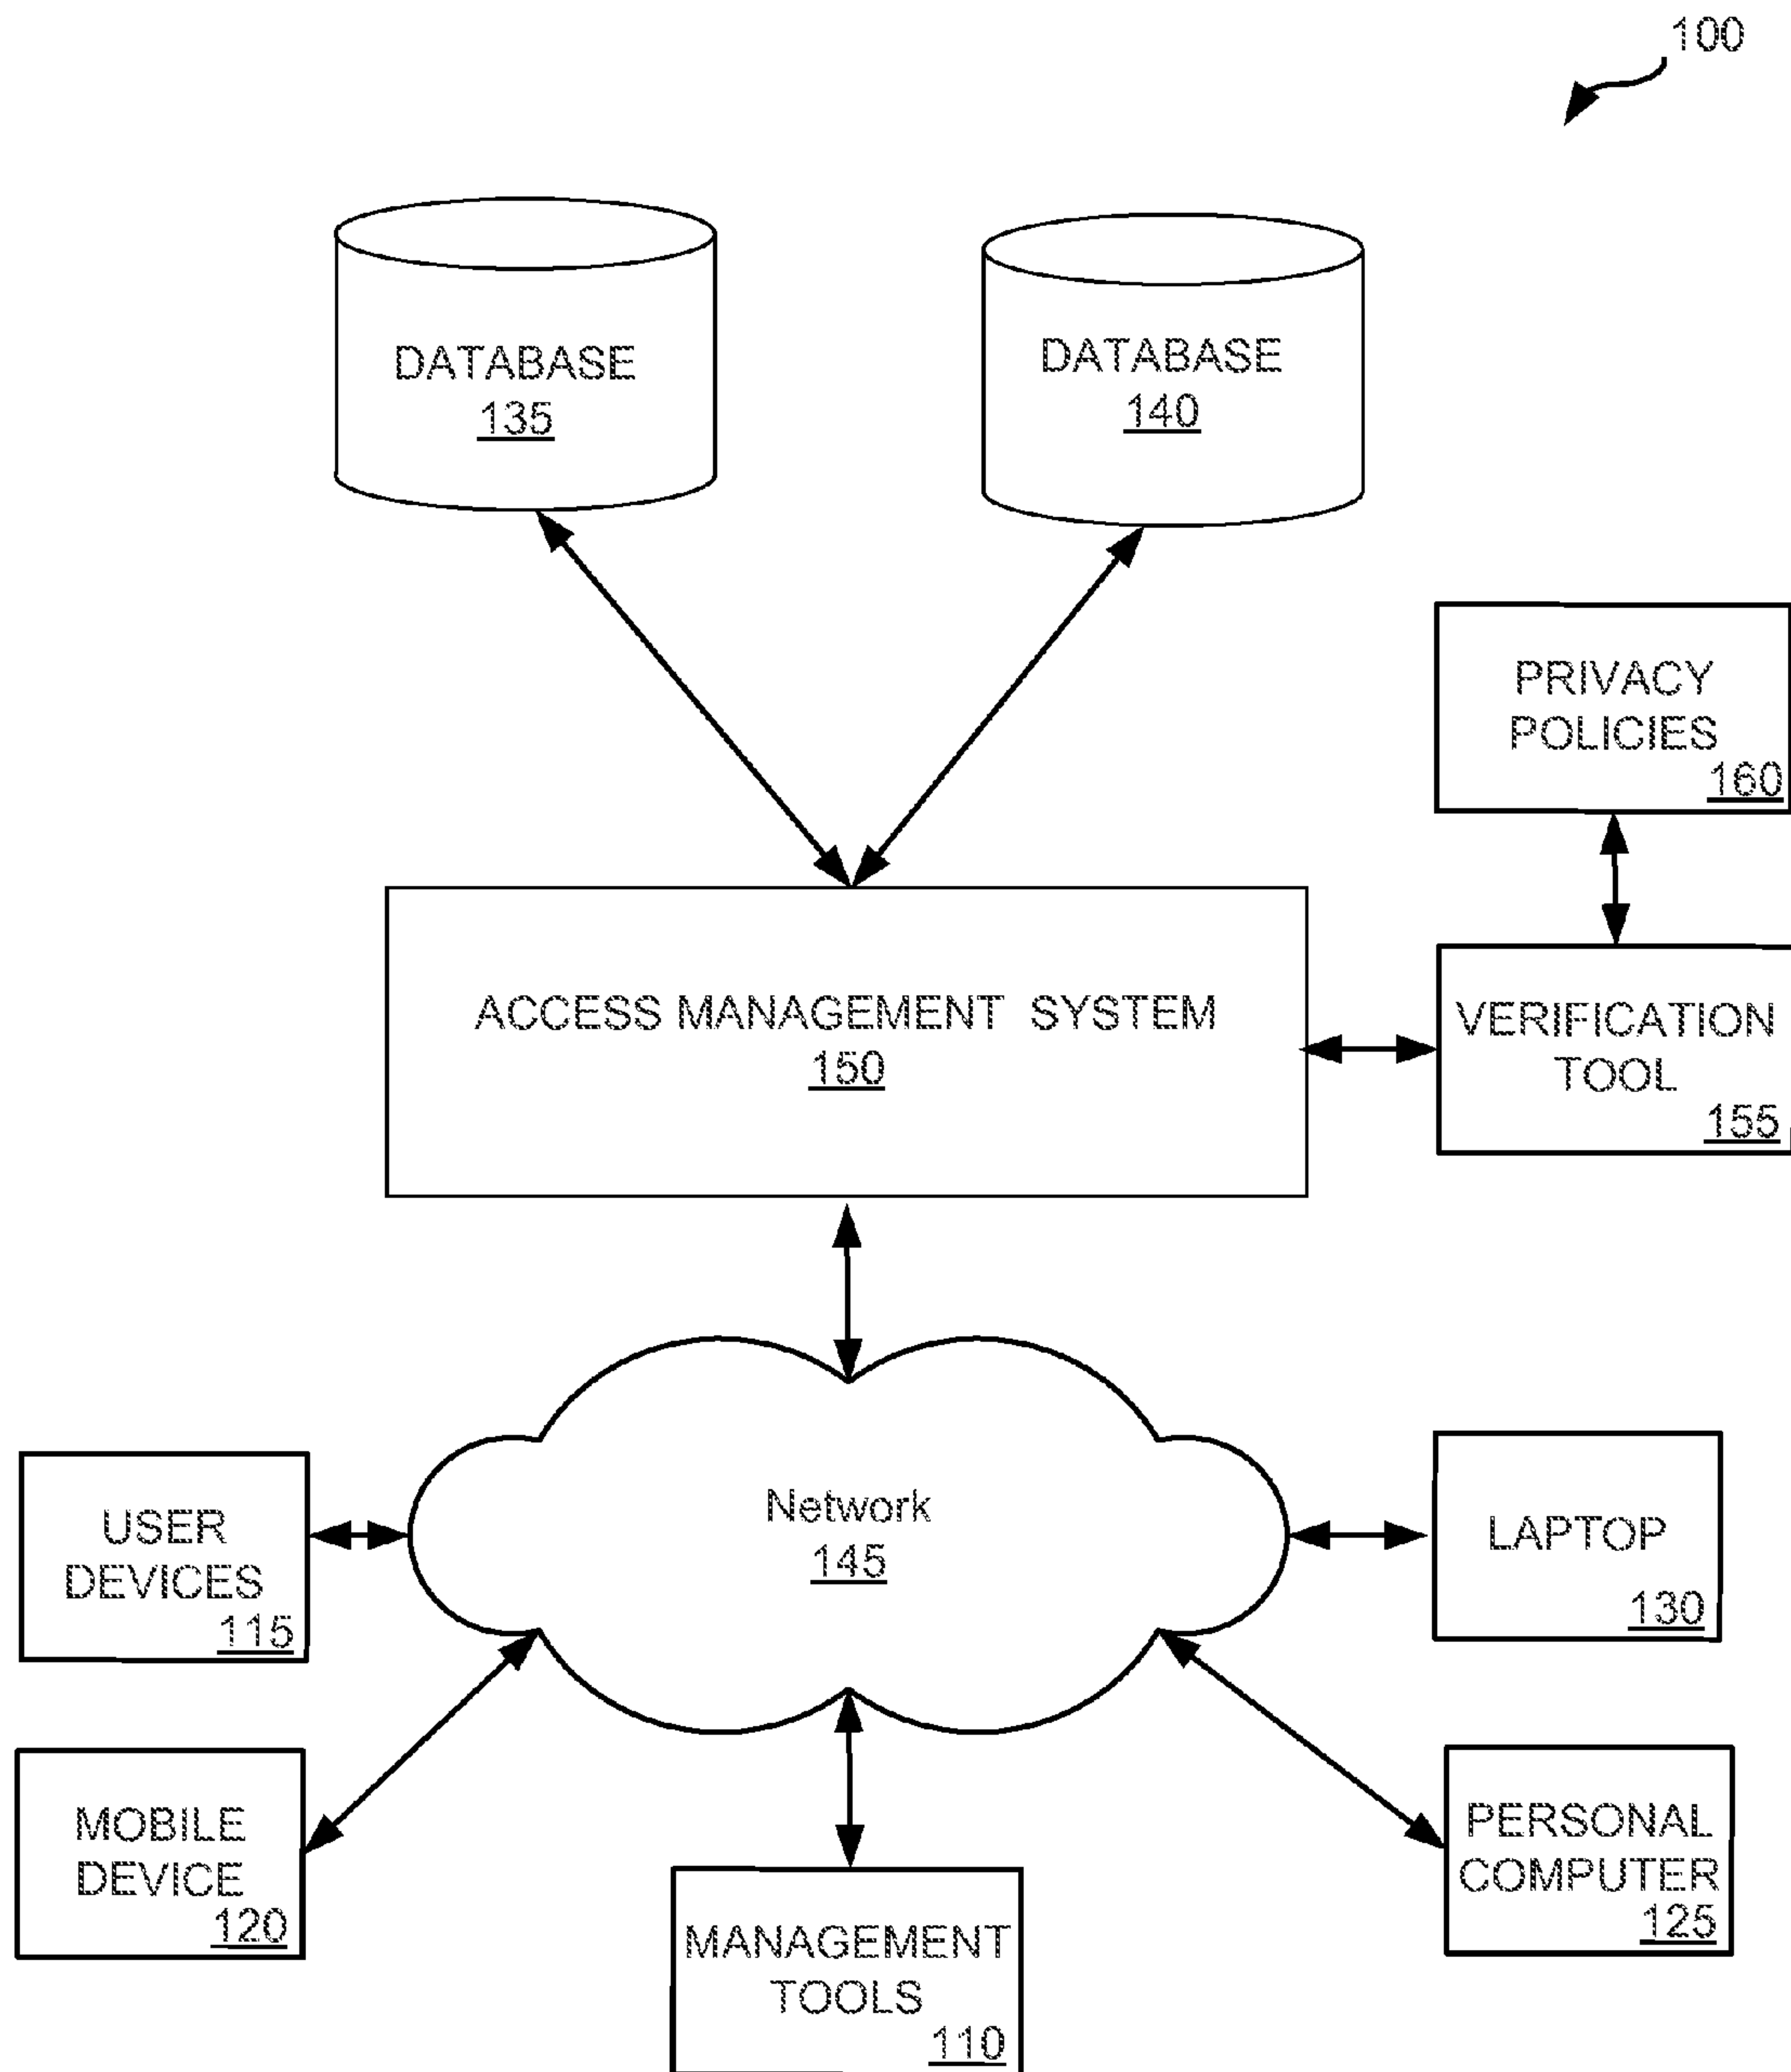 100
DATABASE
135
DATABASE
140
PRIVACY
POLICIES
160
ACCESS MANAGEMENT SYSTEM
150
VERIFICATION
TOOL
155
Network
145
USER
DEVICES
115
LAPTOP
130
MOBILE
DEVICE
120
PERSONAL
COMPUTER
125
MANAGEMENT
TOOLS
110